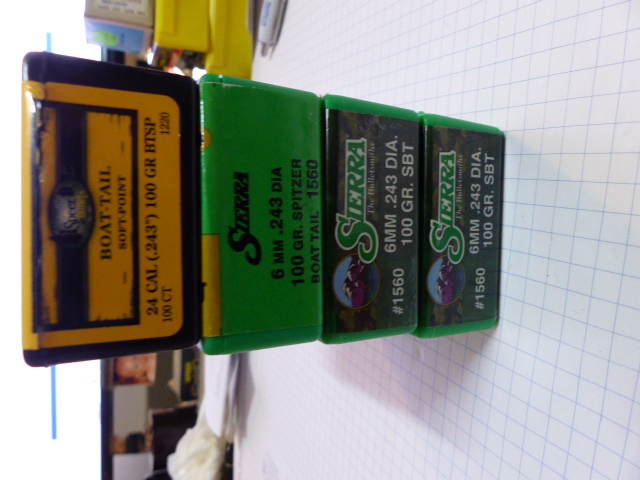 Speer
BOAT-TAIL
SOFT-POINT
24 CAL (.243") 100 GR BTSP
100 CT 1220
SIERRA
6 MM .243 DIA
100 GR. SPITZER
BOAT TAIL 1560
SIERRA
The Bulletsmiths
6MM .243 DIA.
#1560 100 GR. SBT
SIERRA
The Bulletsmiths
6MM .243 DIA.
#1560 100 GR. SBT